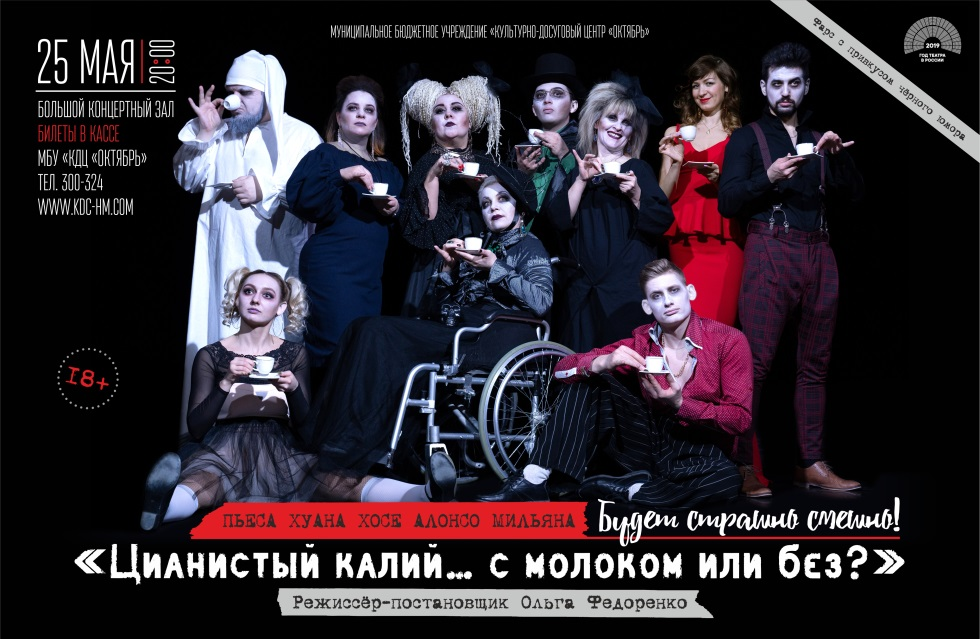 МУНИЦИПАЛЬНОЕ БЮДЖЕТНОЕ УЧРЕЖДЕНИЕ «КУЛЬТУРНО-ДОСУГОВЫЙ ЦЕНТР «ОКТЯБРЬ»
25 МАЯ 20:00
БОЛЬШОЙ КОНЦЕРТНЫЙ ЗАЛ
БИЛЕТЫ В КАССЕ
МБУ «КДЦ «ОКТЯБРЬ»
ТЕЛ. 300-324
WWW.KDC-HM.COM
Фарс с привкусом чёрного юмора
2019
ГОД ТЕАТРА
В РОССИИ
18+
ПЬЕСА ХУАНА ХОСЕ АЛОНСО МИЛЬЯНА
Будет страшно смешно!
«Цианистый калий... с молоком или без?»
Режиссёр-постановщик Ольга Федоренко